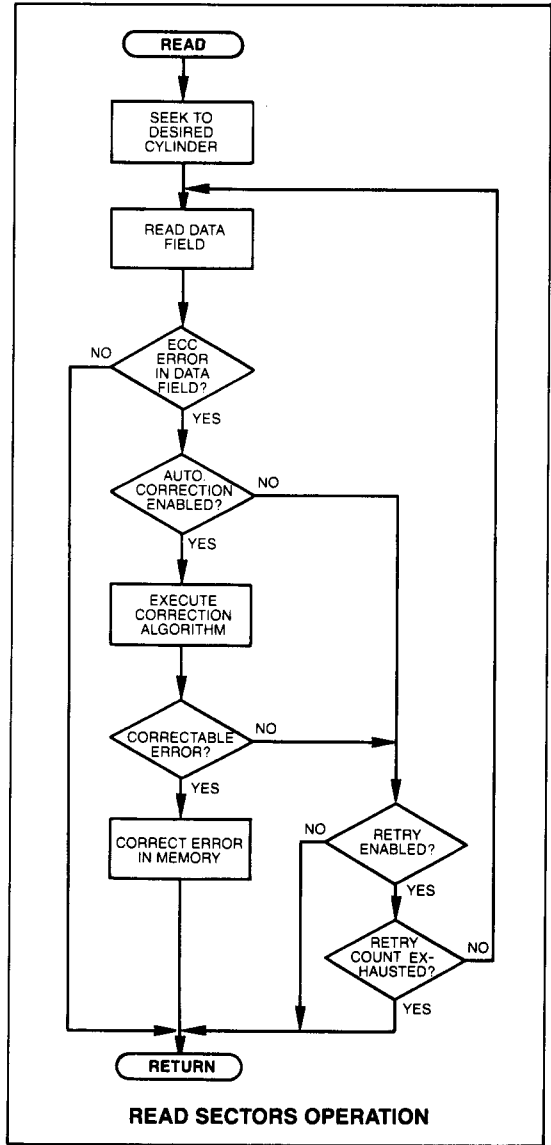 READ
SEEK TO
DESIRED
CYLINDER
READ DATA
FIELD
NO
ECC
ERROR
IN DATA
FIELD?
YES
AUTO.
CORRECTION
ENABLED?
NO
YES
EXECUTE
CORRECTION
ALGORITHM
CORRECTABLE
ERROR?
NO
YES
CORRECT ERROR
IN MEMORY
NO
RETRY
ENABLED?
YES
RETRY
COUNT EX-
HAUSTED?
NO
YES
RETURN
READ SECTORS OPERATION